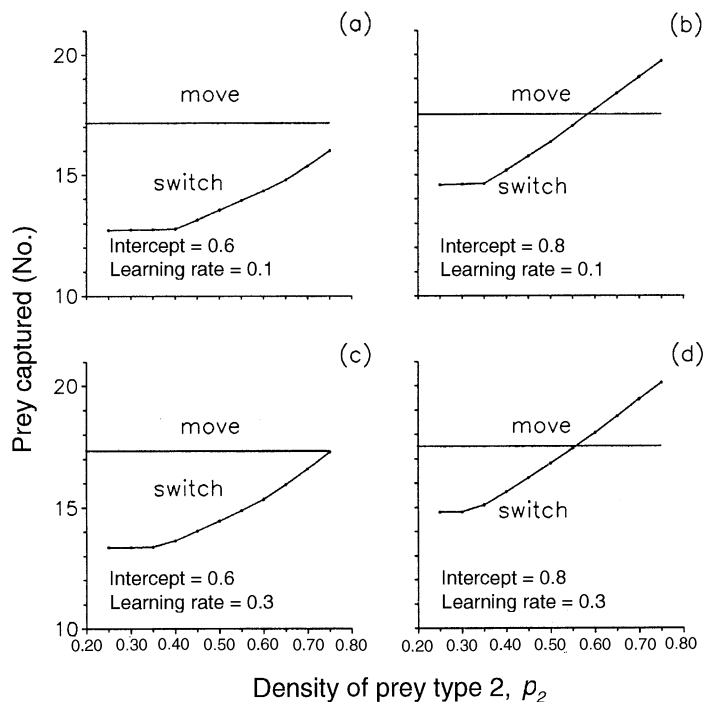 (a)
20
15
10
move
switch
Intercept = 0.6
Learning rate = 0.1
(b)
move
switch
Intercept = 0.8
Learning rate = 0.1
(c)
20
15
10
move
switch
Intercept = 0.6
Learning rate = 0.3
0.20 0.30 0.40 0.50 0.60 0.70 0.80
(d)
move
switch
Intercept = 0.8
Learning rate = 0.3
0.20 0.30 0.40 0.50 0.60 0.70 0.80
Prey captured (No.)
Density of prey type 2, p2